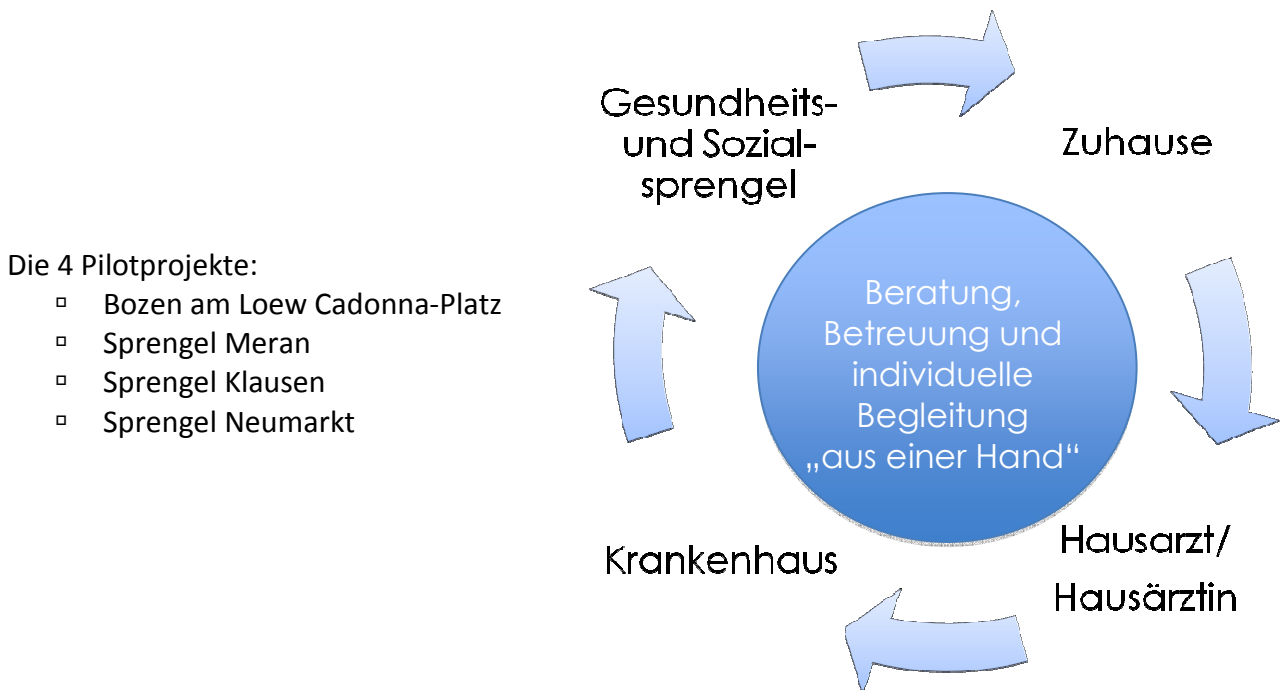 Die 4 Pilotprojekte:
▫ Bozen am Loew Cadonna-Platz
▫ Sprengel Meran
▫ Sprengel Klausen
▫ Sprengel Neumarkt
Gesundheits-
und Sozial-
sprengel
Zuhause
Beratung,
Betreuung und
individuelle
Begleitung
„aus einer Hand“
Hausarzt/
Hausärztin
Krankenhaus